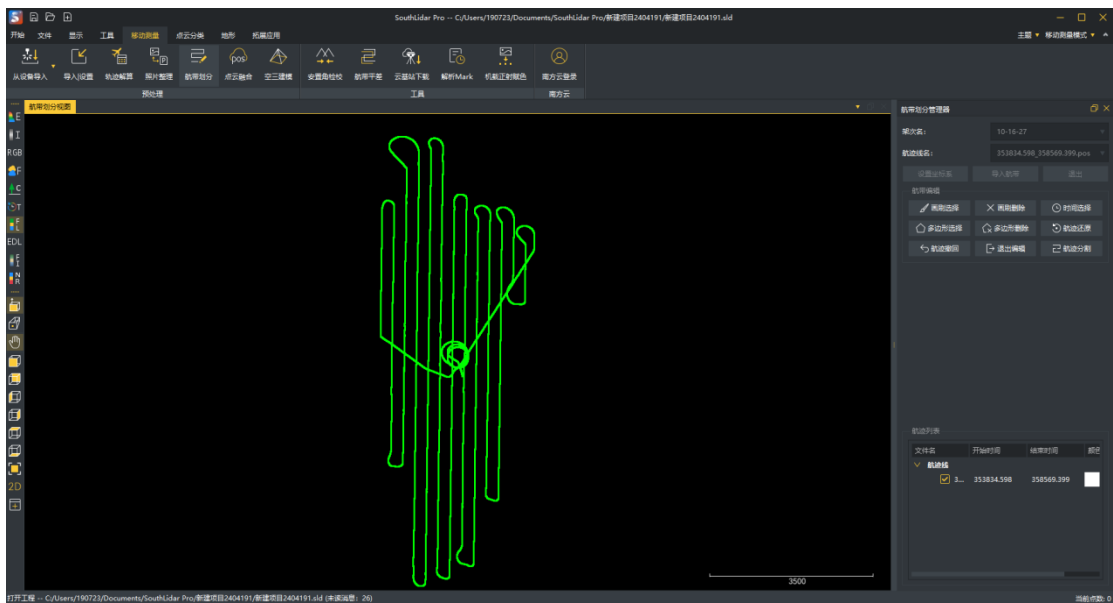 SouthLidar Pro -- C:/Users/190723/Documents/SouthLidar Pro/新建项目2404191/新建项目2404191.sld
开始 文件 显示 工具 移动测量 点云分类 地形 拓展应用 主题 移动测量模式
从设备导入 导入|设置 轨迹解算 照片整理 航带划分 点云融合 空三建模 安置角检校 航带平差 云基站下载 解析Mark 机载正射赋色 南方云登录
预处理 工具 南方云
航带划分视图
航带划分管理器
架次名: 10-16-27
航迹线名: 353834.598_358569.399.pos
设置坐标系 导入航带 退出
航带编辑
画刷选择 画刷删除 时间选择
多边形选择 多边形删除 航迹还原
航迹撤回 退出编辑 航迹分割
E
I
RGB
F
C
T
F
L
EDL
F
I
N
R
2D
航迹列表
文件名 开始时间 结束时间
航迹线
3... 353834.598 358569.399
3500
打开工程 -- C:/Users/190723/Documents/SouthLidar Pro/新建项目2404191/新建项目2404191.sld (未读消息: 26) 当前点数: 0